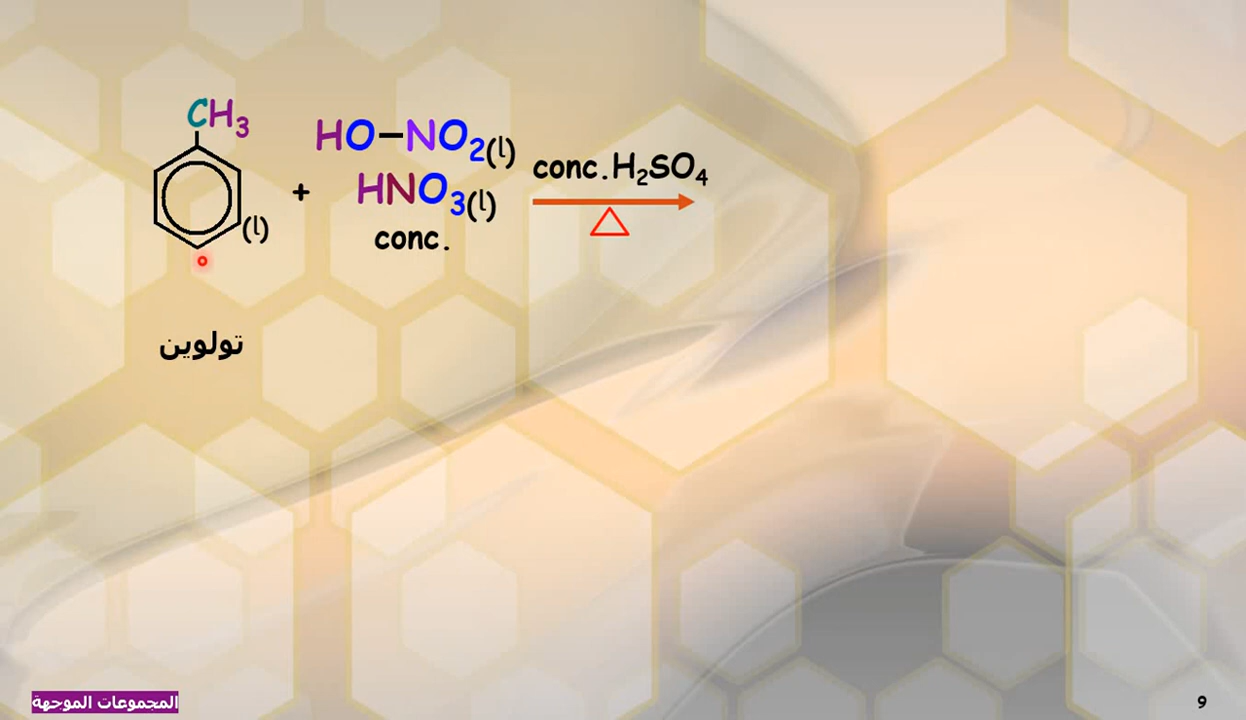 CH₃
(l)
+
HO–NO₂(l)
HNO₃(l)
conc.
conc.H₂SO₄
△
تولوين
المجموعات الموجهة
9